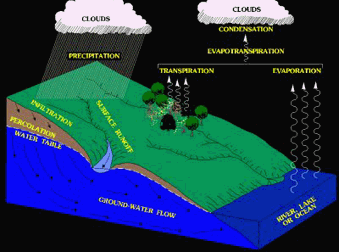 CLOUDS
CLOUDS
CONDENSATION
PRECIPITATION
EVAPOTRANSPIRATION
TRANSPIRATION
EVAPORATION
INFILTRATION
SURFACE RUNOFF
PERCOLATION
WATER TABLE
GROUND-WATER FLOW
RIVER, LAKE
OR OCEAN